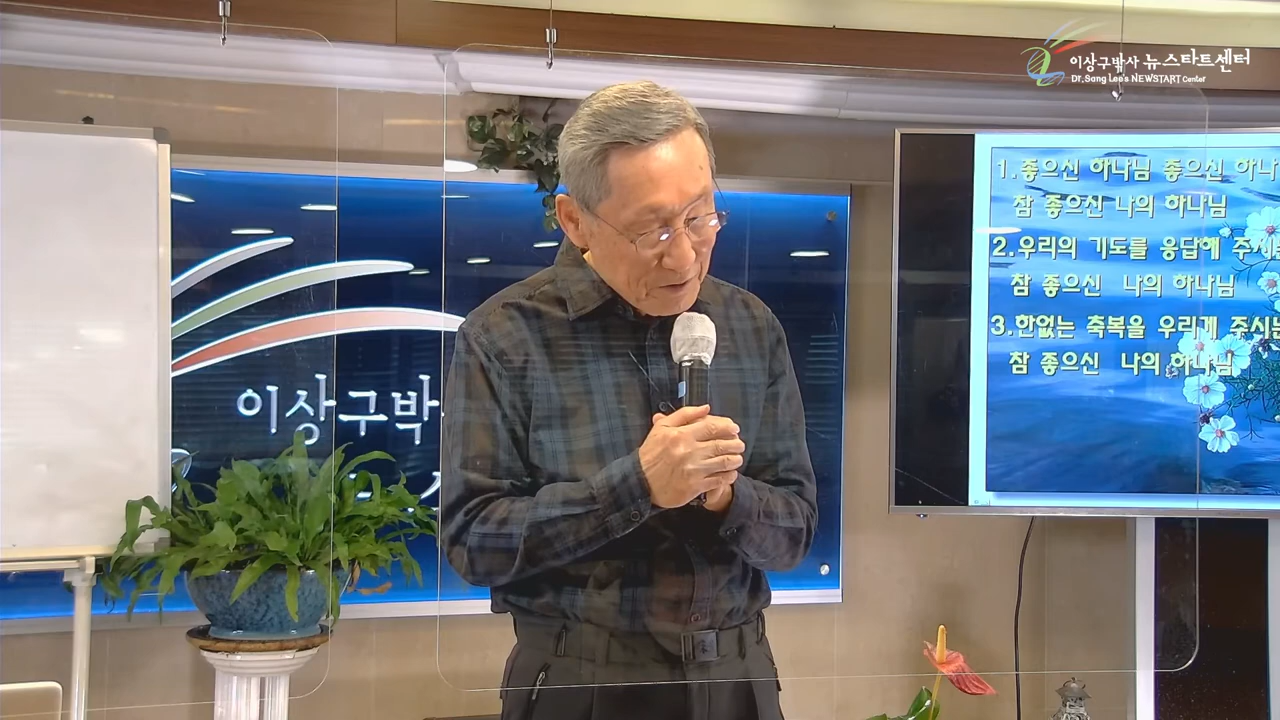 이상구박사 뉴스타트센터
Dr. Sang Lee's NEWSTART Center
1.좋으신 하나님 좋으신 하나
참 좋으신 나의 하나님
2.우리의 기도를 응답해 주시는
참 좋으신 나의 하나님
3.한없는 축복을 우리게 주시는
참 좋으신 나의 하나님
이상구박